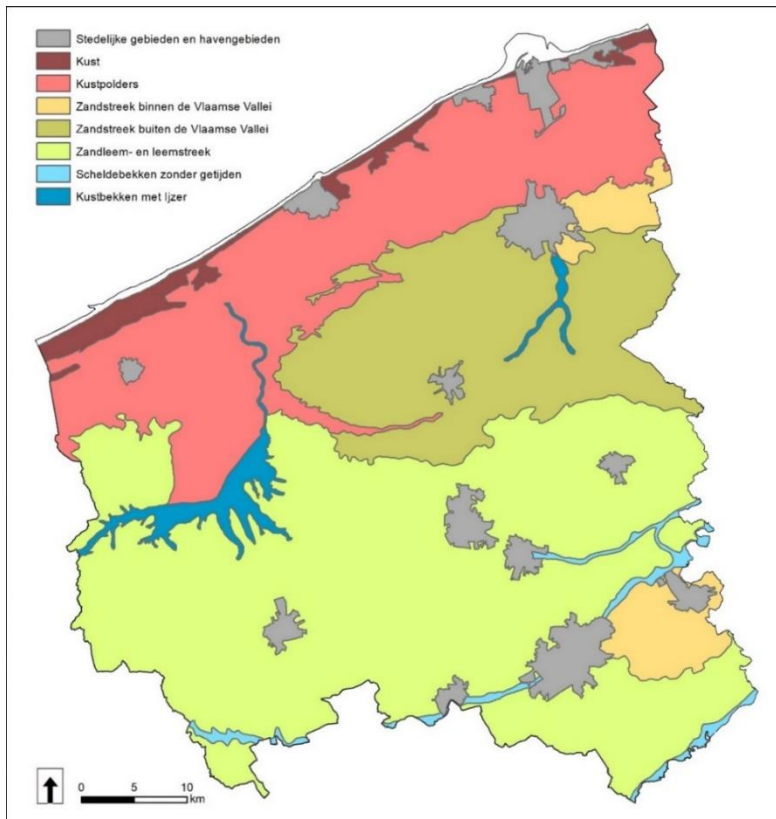 Stedelijke gebieden en havengebieden
Kust
Kustpolders
Zandstreek binnen de Vlaamse Vallei
Zandstreek buiten de Vlaamse Vallei
Zandleem- en leemstreek
Scheldebekken zonder getijden
Kustbekken met Ijzer
0 5 10
km